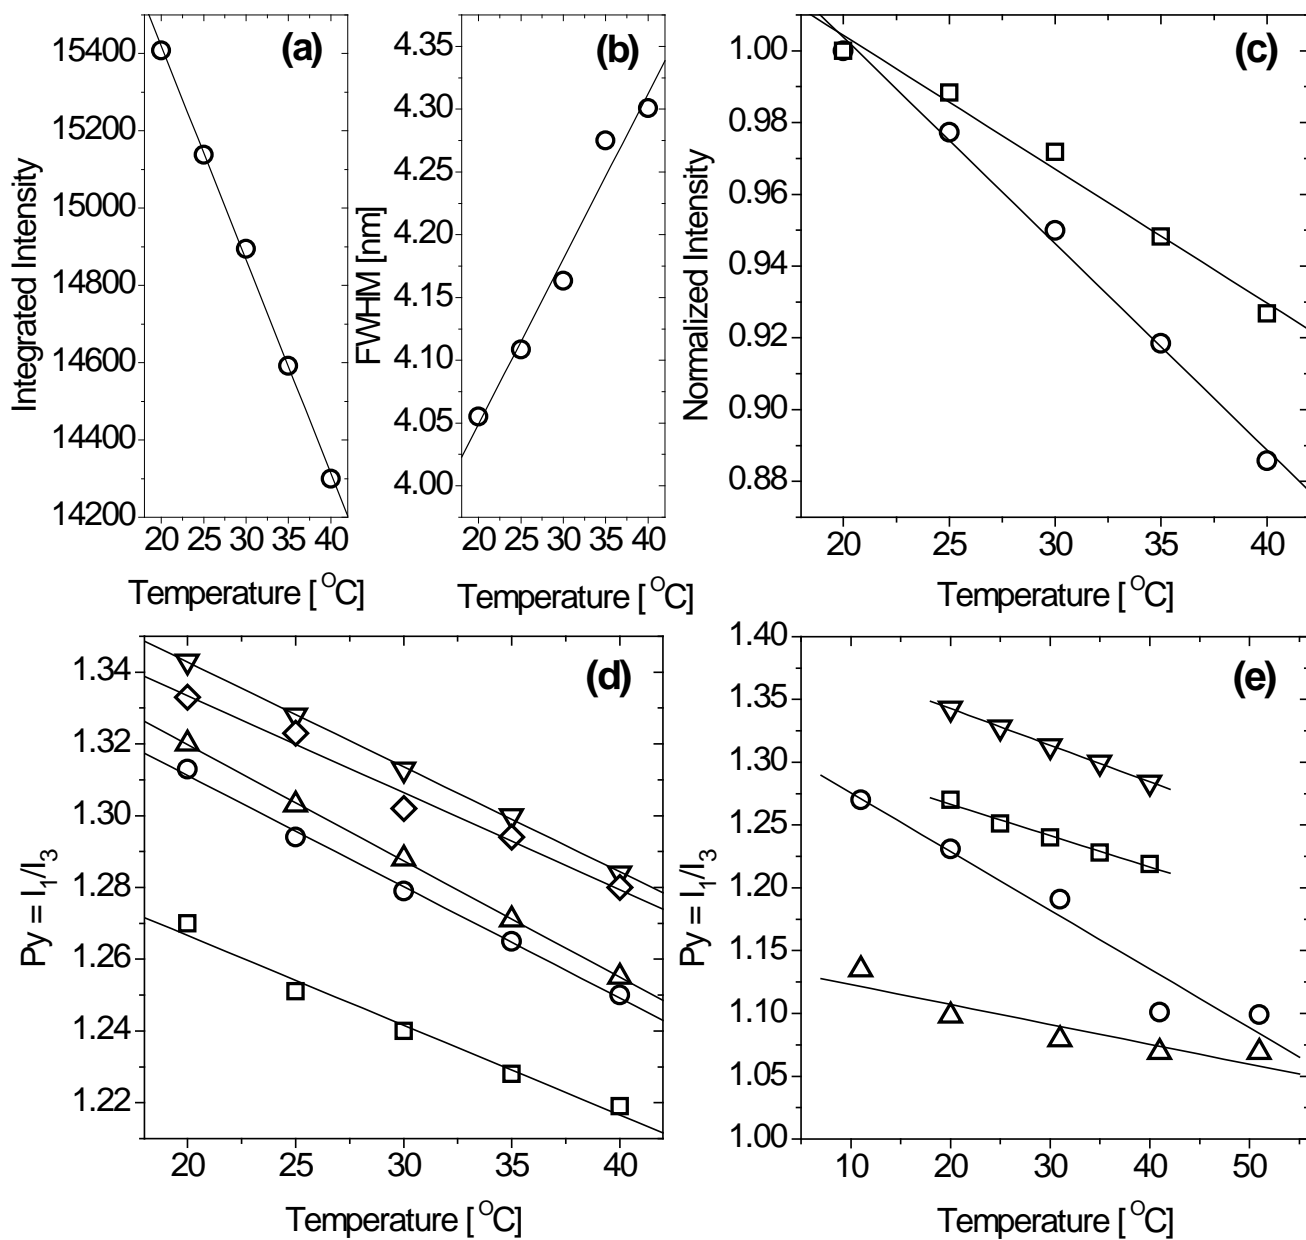 (a)
15400
15200
15000
14800
14600
14400
14200
Integrated Intensity
20 25 30 35 40
Temperature [ °C]
(b)
4.35
4.30
4.25
4.20
4.15
4.10
4.05
4.00
FWHM [nm]
20 25 30 35 40
Temperature [ °C]
(c)
1.00
0.98
0.96
0.94
0.92
0.90
0.88
Normalized Intensity
20 25 30 35 40
Temperature [ °C]
(d)
1.34
1.32
1.30
1.28
1.26
1.24
1.22
Py = I₁/I₃
20 25 30 35 40
Temperature [ °C]
(e)
1.40
1.35
1.30
1.25
1.20
1.15
1.10
1.05
1.00
Py = I₁/I₃
10 20 30 40 50
Temperature [ °C]